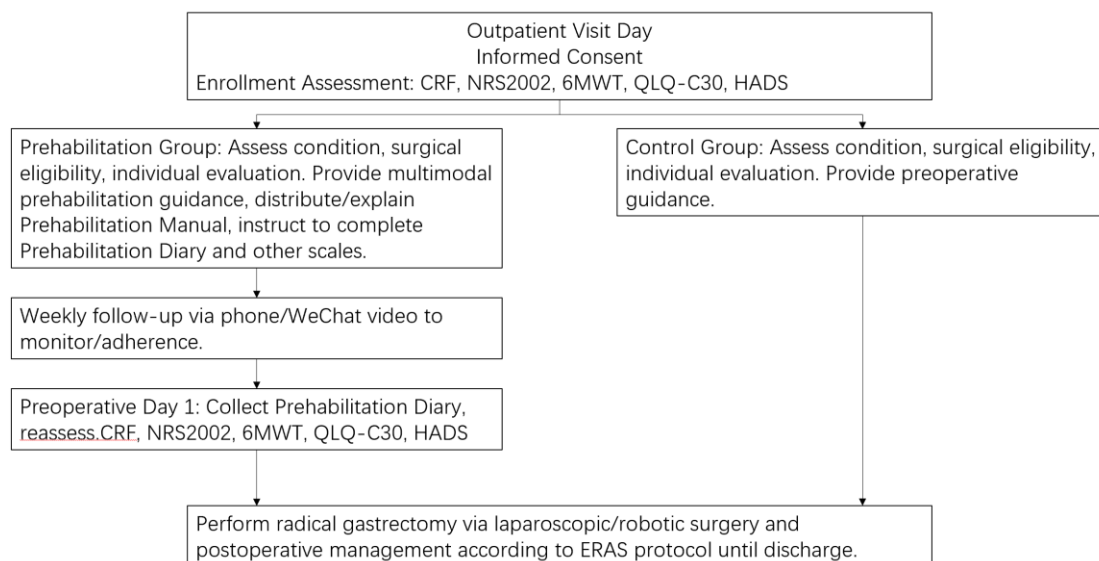 Outpatient Visit Day
Informed Consent
Enrollment Assessment: CRF, NRS2002, 6MWT, QLQ-C30, HADS
Prehabilitation Group: Assess condition, surgical
eligibility, individual evaluation. Provide multimodal
prehabilitation guidance, distribute/explain
Prehabilitation Manual, instruct to complete
Prehabilitation Diary and other scales.
Control Group: Assess condition, surgical eligibility,
individual evaluation. Provide preoperative
guidance.
Weekly follow-up via phone/WeChat video to
monitor/adherence.
Preoperative Day 1: Collect Prehabilitation Diary,
reassess.CRF, NRS2002, 6MWT, QLQ-C30, HADS
Perform radical gastrectomy via laparoscopic/robotic surgery and
postoperative management according to ERAS protocol until discharge.